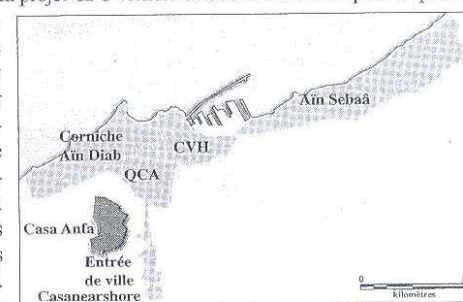 Aïn Sebaâ
Corniche
Aïn Diab
CVH
QCA
Casa Anfa
Entrée
de ville
Casanearshore
0
kilomètres